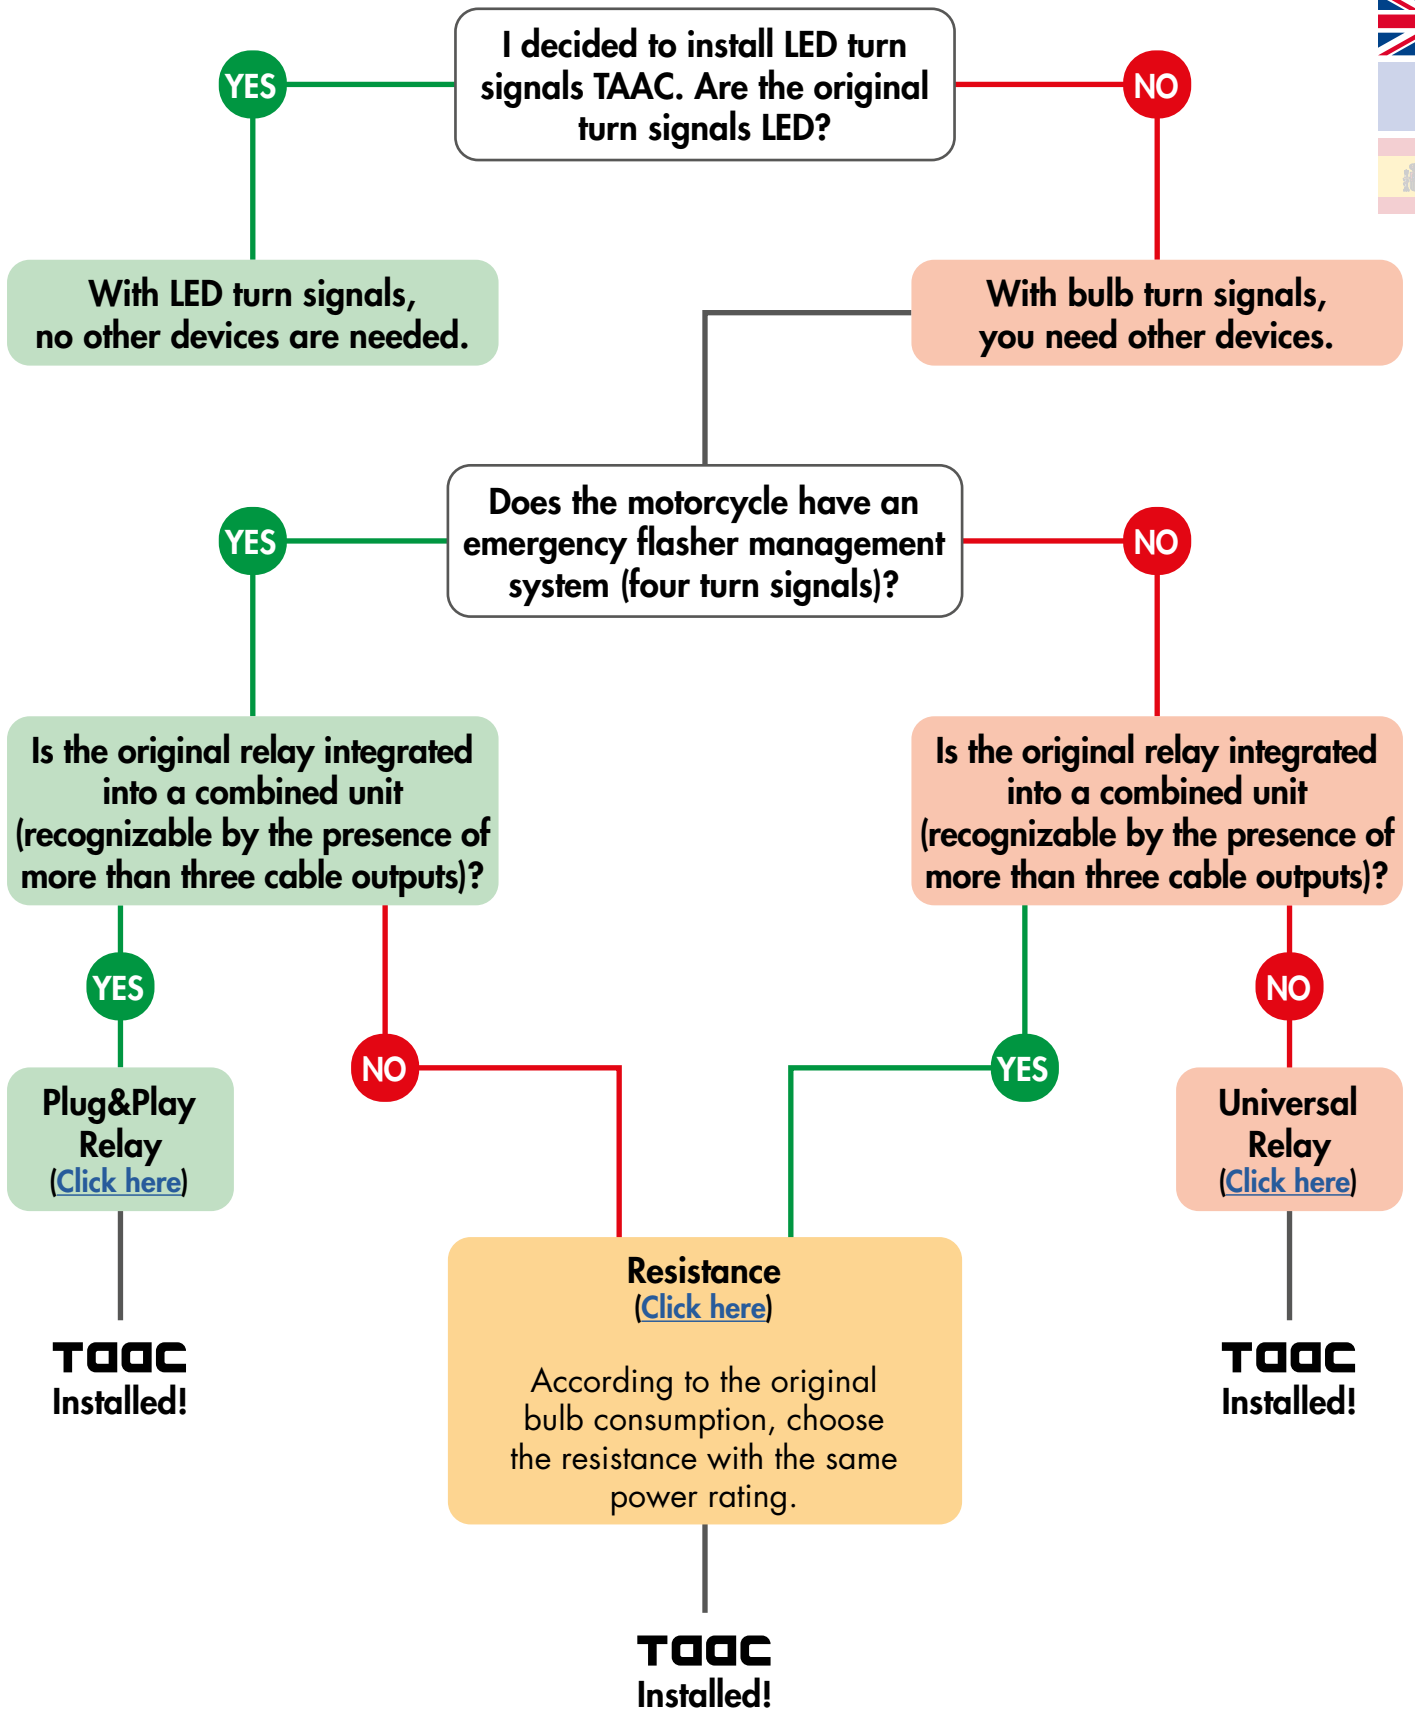 I decided to install LED turn
signals TAAC. Are the original
turn signals LED?
YES
NO
With LED turn signals,
no other devices are needed.
With bulb turn signals,
you need other devices.
Does the motorcycle have an
emergency flasher management
system (four turn signals)?
YES
NO
Is the original relay integrated
into a combined unit
(recognizable by the presence of
more than three cable outputs)?
Is the original relay integrated
into a combined unit
(recognizable by the presence of
more than three cable outputs)?
YES
NO
YES
NO
Plug&Play
Relay
(Click here)
Universal
Relay
(Click here)
TAAC
Installed!
Resistance
(Click here)
According to the original
bulb consumption, choose
the resistance with the same
power rating.
TAAC
Installed!
TAAC
Installed!